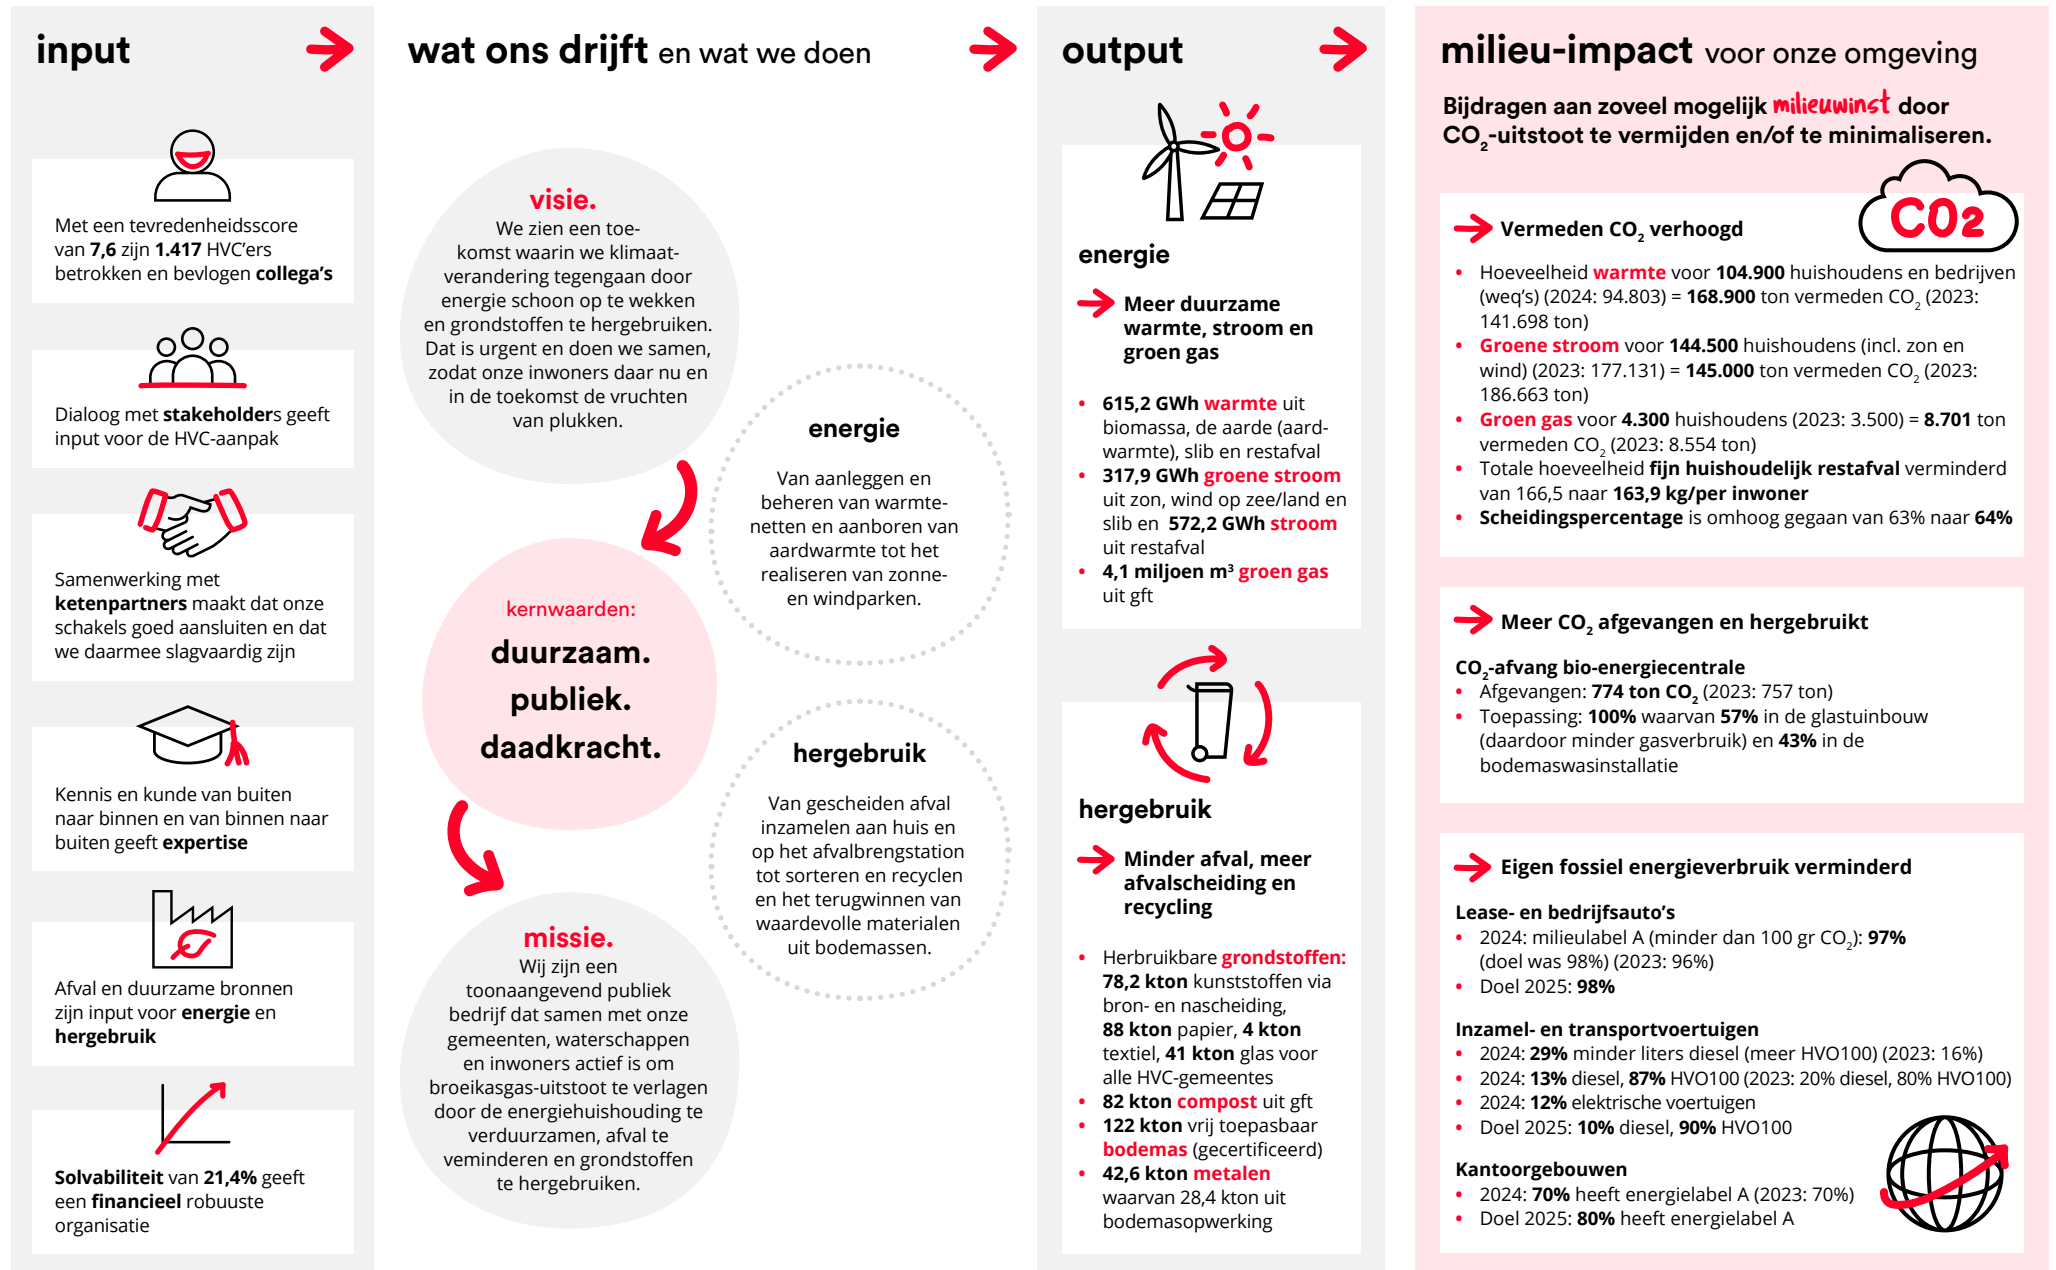 input
Met een tevredenheidsscore
van 7,6 zijn 1.417 HVC'ers
betrokken en bevlogen collega's
Dialoog met stakeholders geeft
input voor de HVC-aanpak
Samenwerking met
ketenpartners maakt dat onze
schakels goed aansluiten en dat
we daarmee slagvaardig zijn
Kennis en kunde van buiten
naar binnen en van binnen naar
buiten geeft expertise
Afval en duurzame bronnen
zijn input voor energie en
hergebruik
Solvabiliteit van 21,4% geeft
een financieel robuuste
organisatie
wat ons drijft en wat we doen
visie.
We zien een toe-
komst waarin we klimaat-
verandering tegengaan door
energie schoon op te wekken
en grondstoffen te hergebruiken.
Dat is urgent en doen we samen,
zodat onze inwoners daar nu en
in de toekomst de vruchten
van plukken.
kernwaarden:
duurzaam.
publiek.
daadkracht.
missie.
Wij zijn een
toonaangevend publiek
bedrijf dat samen met onze
gemeenten, waterschappen
en inwoners actief is om
broeikasgas-uitstoot te verlagen
door de energiehuishouding te
verduurzamen, afval te
veminderen en grondstoffen
te hergebruiken.
energie
Van aanleggen en
beheren van warmte-
netten en aanboren van
aardwarmte tot het
realiseren van zonne-
en windparken.
hergebruik
Van gescheiden afval
inzamelen aan huis en
op het afvalbrengstation
tot sorteren en recyclen
en het terugwinnen van
waardevolle materialen
uit bodemassen.
output
energie
Meer duurzame
warmte, stroom en
groen gas
• 615,2 GWh warmte uit
biomassa, de aarde (aard-
warmte), slib en restafval
• 317,9 GWh groene stroom
uit zon, wind op zee/land en
slib en 572,2 GWh stroom
uit restafval
• 4,1 miljoen m³ groen gas
uit gft
hergebruik
Minder afval, meer
afvalscheiding en
recycling
• Herbruikbare grondstoffen:
78,2 kton kunststoffen via
bron- en nascheiding,
88 kton papier, 4 kton
textiel, 41 kton glas voor
alle HVC-gemeentes
• 82 kton compost uit gft
• 122 kton vrij toepasbaar
bodemas (gecertificeerd)
• 42,6 kton metalen
waarvan 28,4 kton uit
bodemasopwerking
milieu-impact voor onze omgeving
Bijdragen aan zoveel mogelijk milieuwinst door
CO₂-uitstoot te vermijden en/of te minimaliseren.
CO2
Vermeden CO₂ verhoogd
• Hoeveelheid warmte voor 104.900 huishoudens en bedrijven
(weq's) (2024: 94.803) = 168.900 ton vermeden CO₂ (2023:
141.698 ton)
• Groene stroom voor 144.500 huishoudens (incl. zon en
wind) (2023: 177.131) = 145.000 ton vermeden CO₂ (2023:
186.663 ton)
• Groen gas voor 4.300 huishoudens (2023: 3.500) = 8.701 ton
vermeden CO₂ (2023: 8.554 ton)
• Totale hoeveelheid fijn huishoudelijk restafval verminderd
van 166,5 naar 163,9 kg/per inwoner
• Scheidingspercentage is omhoog gegaan van 63% naar 64%
Meer CO₂ afgevangen en hergebruikt
CO₂-afvang bio-energiecentrale
• Afgevangen: 774 ton CO₂ (2023: 757 ton)
• Toepassing: 100% waarvan 57% in de glastuinbouw
(daardoor minder gasverbruik) en 43% in de
bodemaswasinstallatie
Eigen fossiel energieverbruik verminderd
Lease- en bedrijfsauto's
• 2024: milieulabel A (minder dan 100 gr CO₂): 97%
(doel was 98%) (2023: 96%)
• Doel 2025: 98%
Inzamel- en transportvoertuigen
• 2024: 29% minder liters diesel (meer HVO100) (2023: 16%)
• 2024: 13% diesel, 87% HVO100 (2023: 20% diesel, 80% HVO100)
• 2024: 12% elektrische voertuigen
• Doel 2025: 10% diesel, 90% HVO100
Kantoorgebouwen
• 2024: 70% heeft energielabel A (2023: 70%)
• Doel 2025: 80% heeft energielabel A